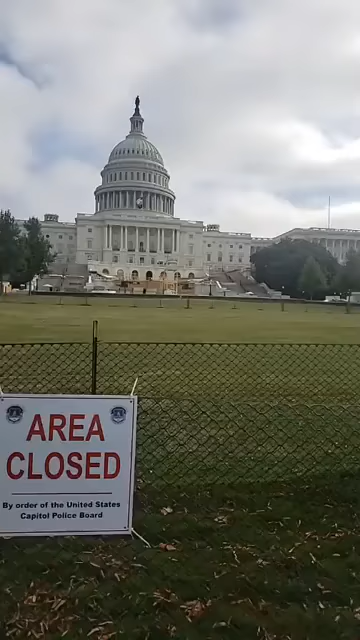 AREA
CLOSED
By order of the United States
Capitol Police Board